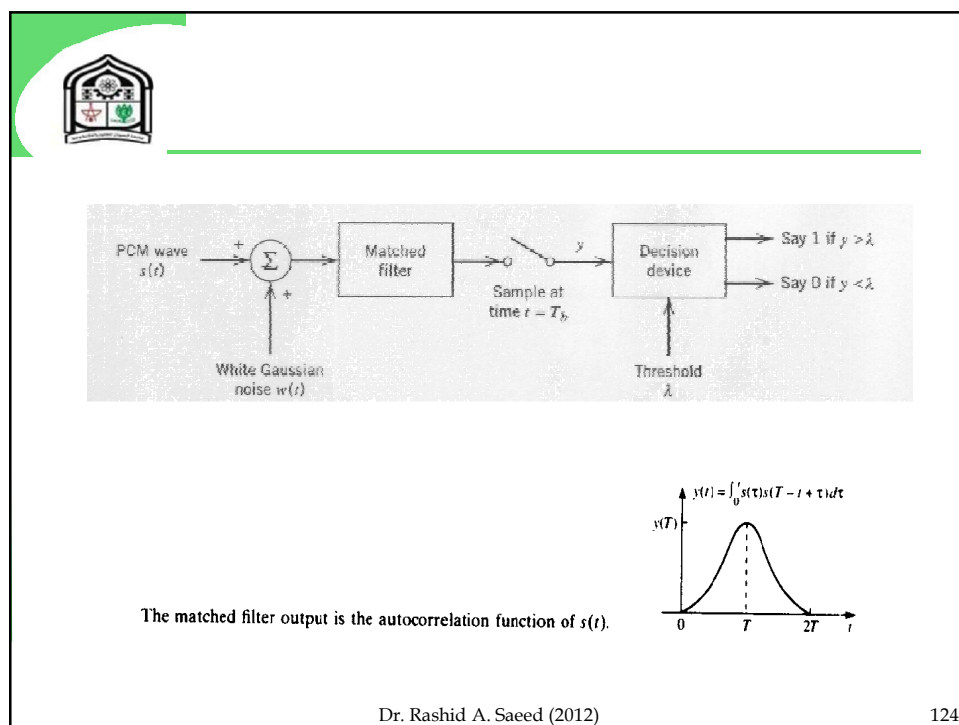 PCM wave
s(t)
+
Σ
+
White Gaussian
noise w(t)
Matched
filter
Sample at
time t = T_b
y
Decision
device
Threshold
λ
Say 1 if y > λ
Say 0 if y < λ
y(t) = ∫₀ᵗ s(τ)s(T − t + τ)dτ
y(T)
0 T 2T t
The matched filter output is the autocorrelation function of s(t).
Dr. Rashid A. Saeed (2012)
124